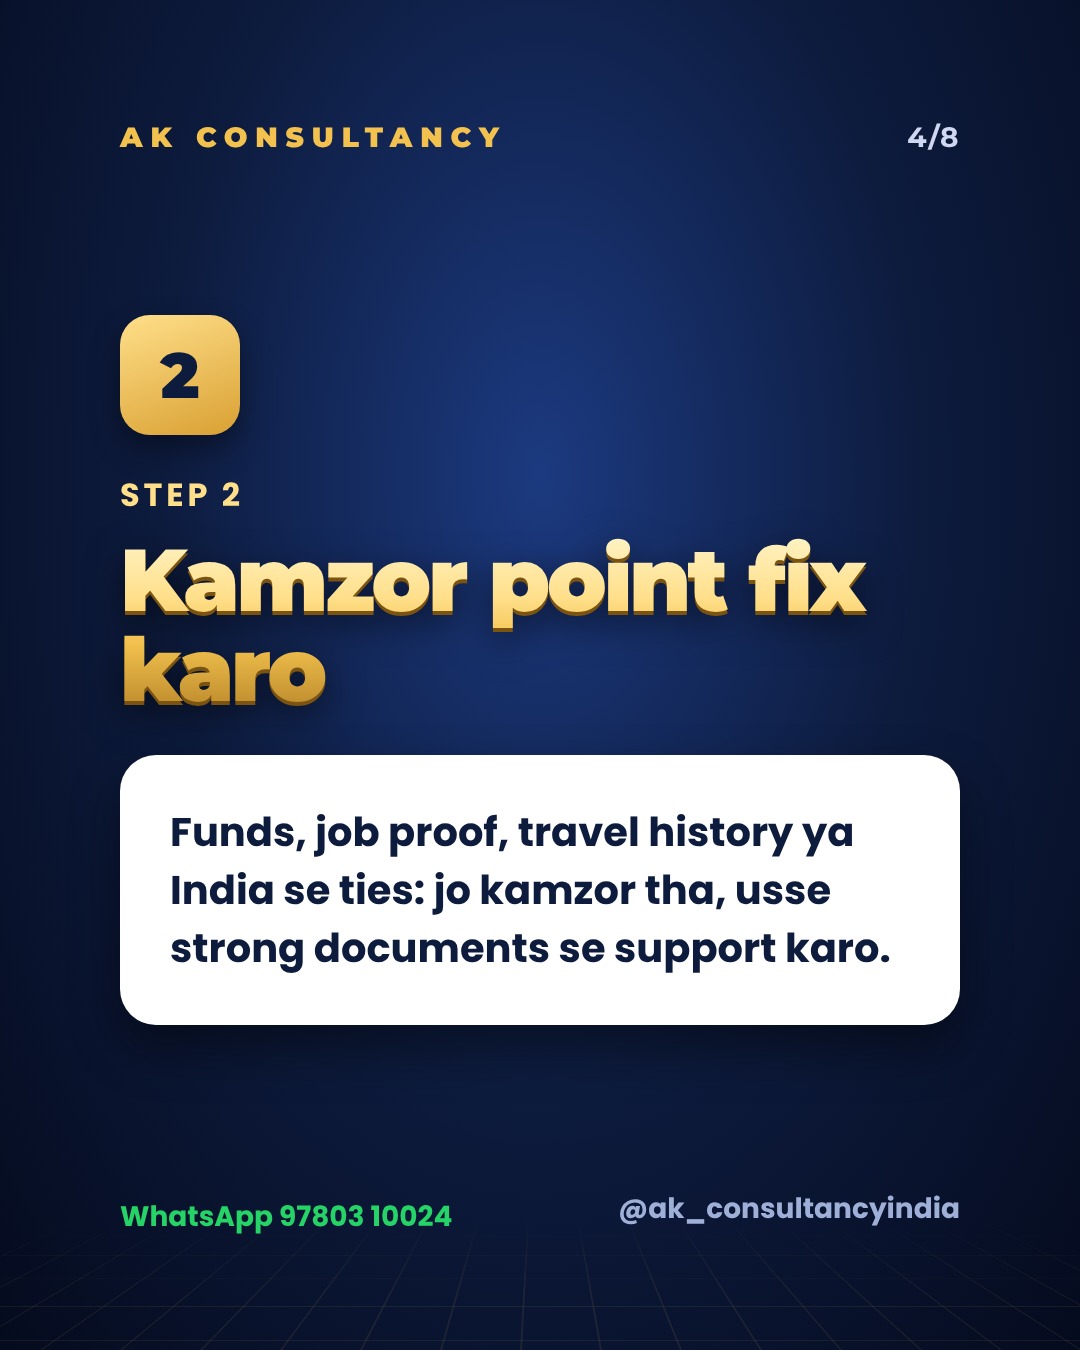 AK CONSULTANCY
4/8
2
STEP 2
Kamzor point fix
karo
Funds, job proof, travel history ya
India se ties: jo kamzor tha, usse
strong documents se support karo.
WhatsApp 97803 10024
@ak_consultancyindia